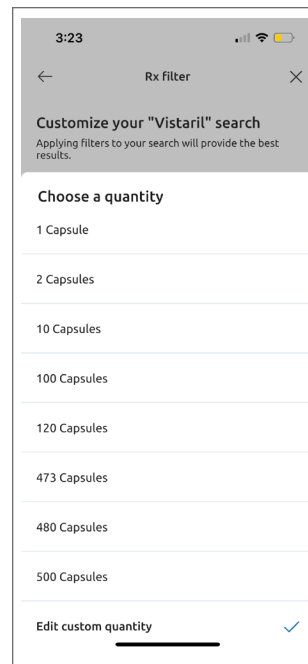 3:23
Rx filter
Customize your "Vistaril" search
Applying filters to your search will provide the best
results.
Choose a quantity
1 Capsule
2 Capsules
10 Capsules
100 Capsules
120 Capsules
473 Capsules
480 Capsules
500 Capsules
Edit custom quantity